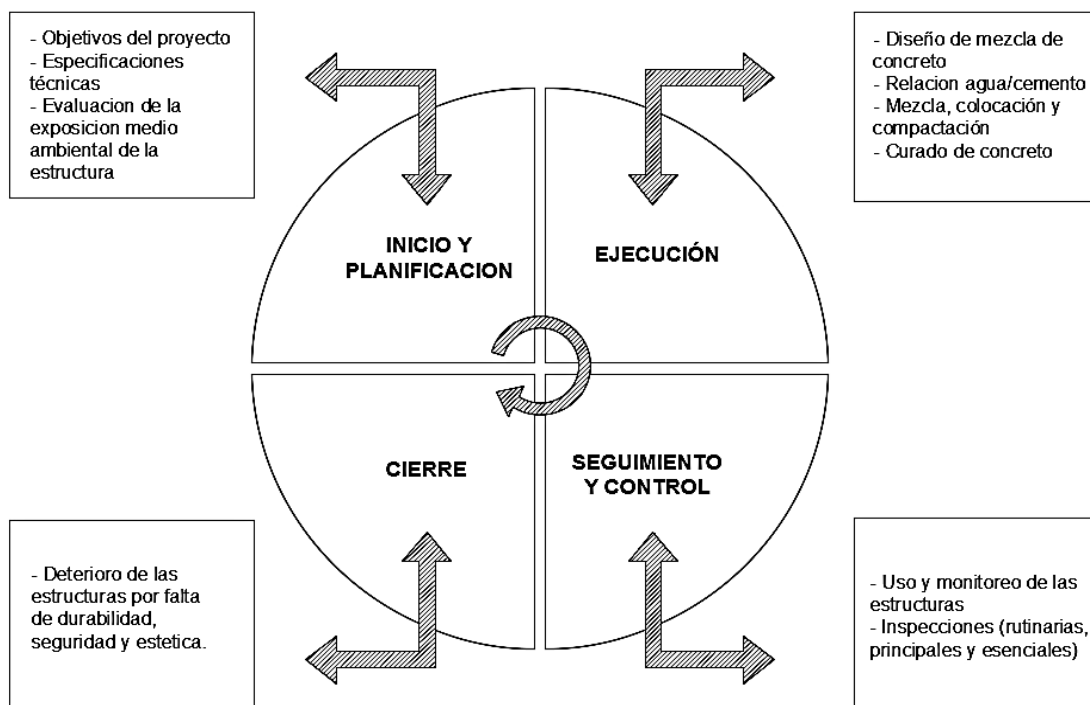 - Objetivos del proyecto
- Especificaciones
técnicas
- Evaluacion de la
exposicion medio
ambiental de la
estructura
- Diseño de mezcla de
concreto
- Relacion agua/cemento
- Mezcla, colocación y
compactación
- Curado de concreto
INICIO Y
PLANIFICACION
EJECUCIÓN
CIERRE
SEGUIMIENTO
Y CONTROL
- Deterioro de las
estructuras por falta
de durabilidad,
seguridad y estetica.
- Uso y monitoreo de las
estructuras
- Inspecciones (rutinarias,
principales y esenciales)